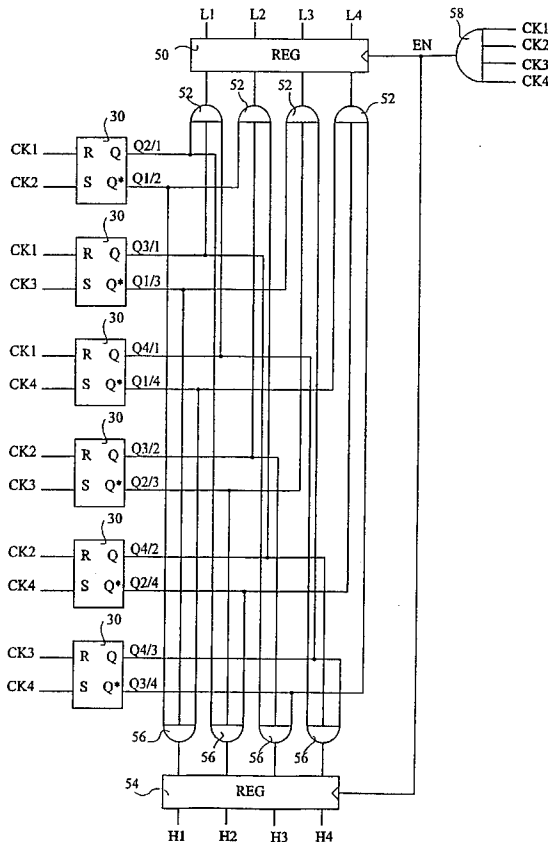 L1 L2 L3 L4
58
50
REG
EN
CK1
CK2
CK3
CK4
52 52 52 52
30
CK1 R Q Q2/1
CK2 S Q* Q1/2
30
CK1 R Q Q3/1
CK3 S Q* Q1/3
30
CK1 R Q Q4/1
CK4 S Q* Q1/4
30
CK2 R Q Q3/2
CK3 S Q* Q2/3
30
CK2 R Q Q4/2
CK4 S Q* Q2/4
30
CK3 R Q Q4/3
CK4 S Q* Q3/4
56 56 56 56
54
REG
H1 H2 H3 H4